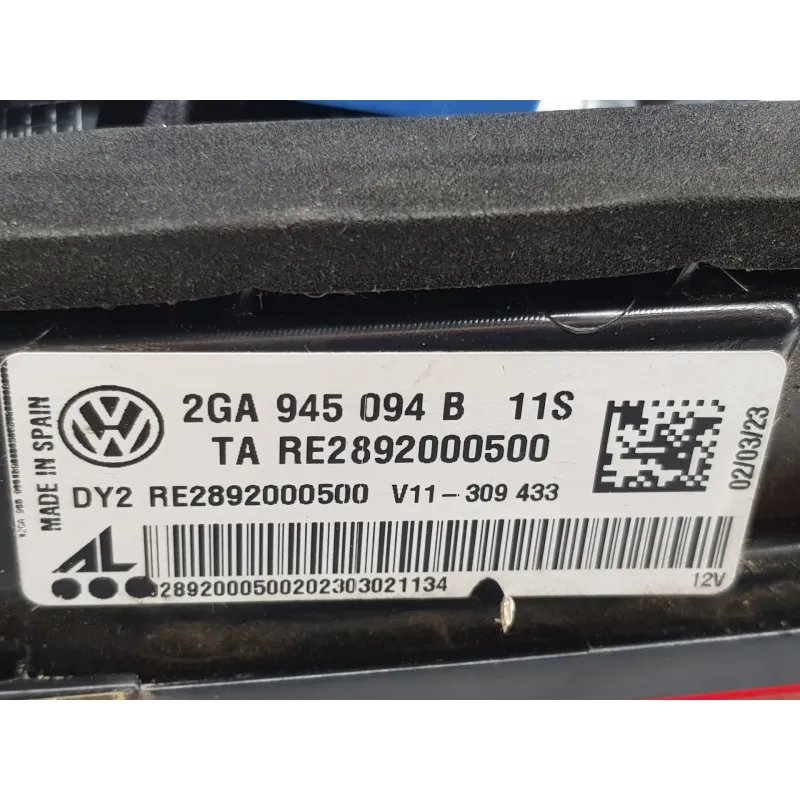 MADE IN SPAIN
2GA 945 094 B 11S
TA RE2892000500
DY2 RE2892000500 V11-309 433
02/03/23
AL
2892000500202303021134
12V